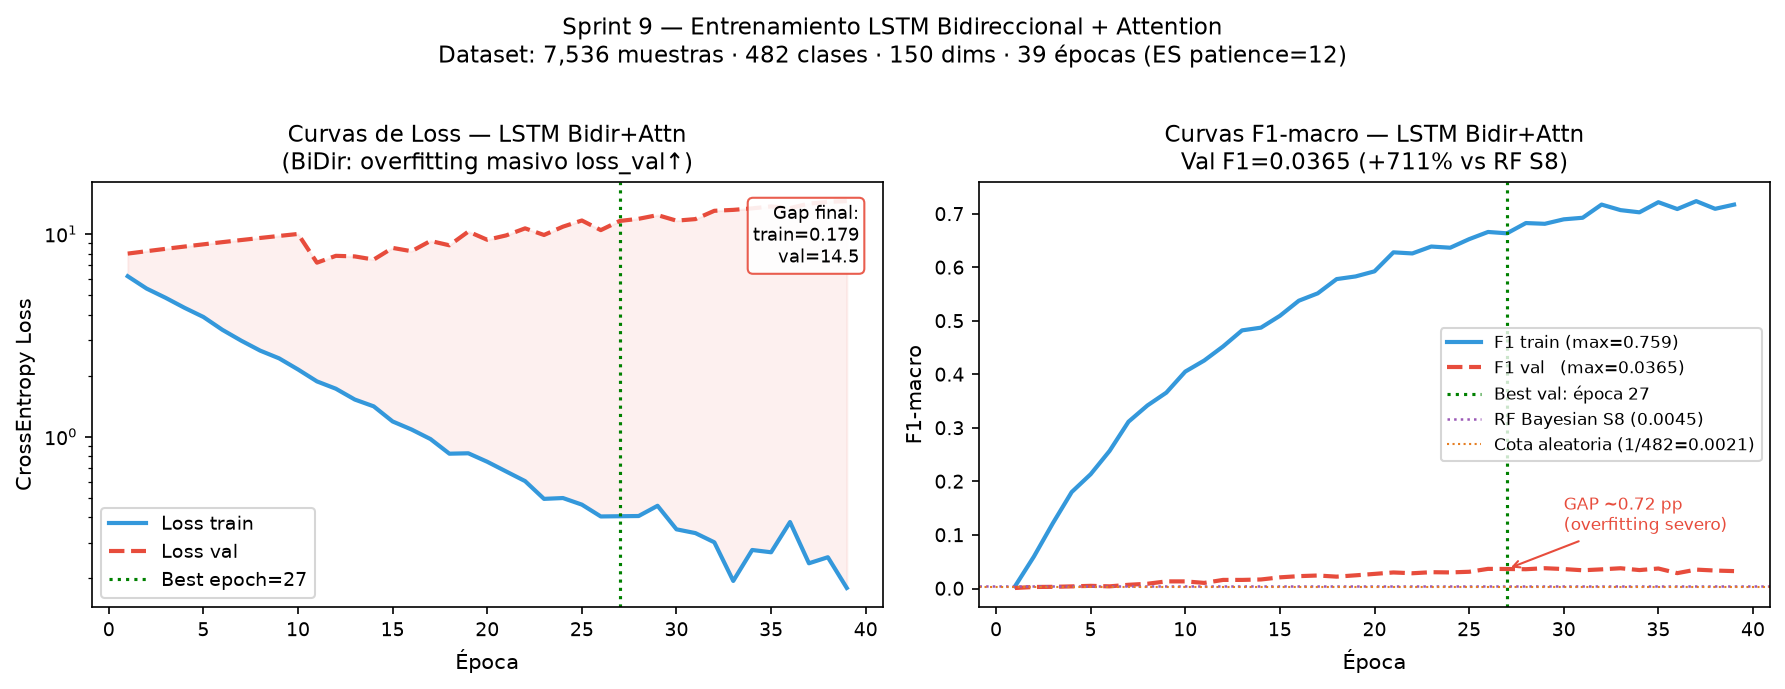 Sprint 9 — Entrenamiento LSTM Bidireccional + Attention
Dataset: 7,536 muestras · 482 clases · 150 dims · 39 épocas (ES patience=12)
Curvas de Loss — LSTM Bidir+Attn
(BiDir: overfitting masivo loss_val↑)
CrossEntropy Loss
10¹
10⁰
Gap final:
train=0.179
val=14.5
Loss train
Loss val
Best epoch=27
0 5 10 15 20 25 30 35 40
Época
Curvas F1-macro — LSTM Bidir+Attn
Val F1=0.0365 (+711% vs RF S8)
F1-macro
0.7
0.6
0.5
0.4
0.3
0.2
0.1
0.0
F1 train (max=0.759)
F1 val (max=0.0365)
Best val: época 27
RF Bayesian S8 (0.0045)
Cota aleatoria (1/482=0.0021)
GAP ~0.72 pp
(overfitting severo)
0 5 10 15 20 25 30 35 40
Época